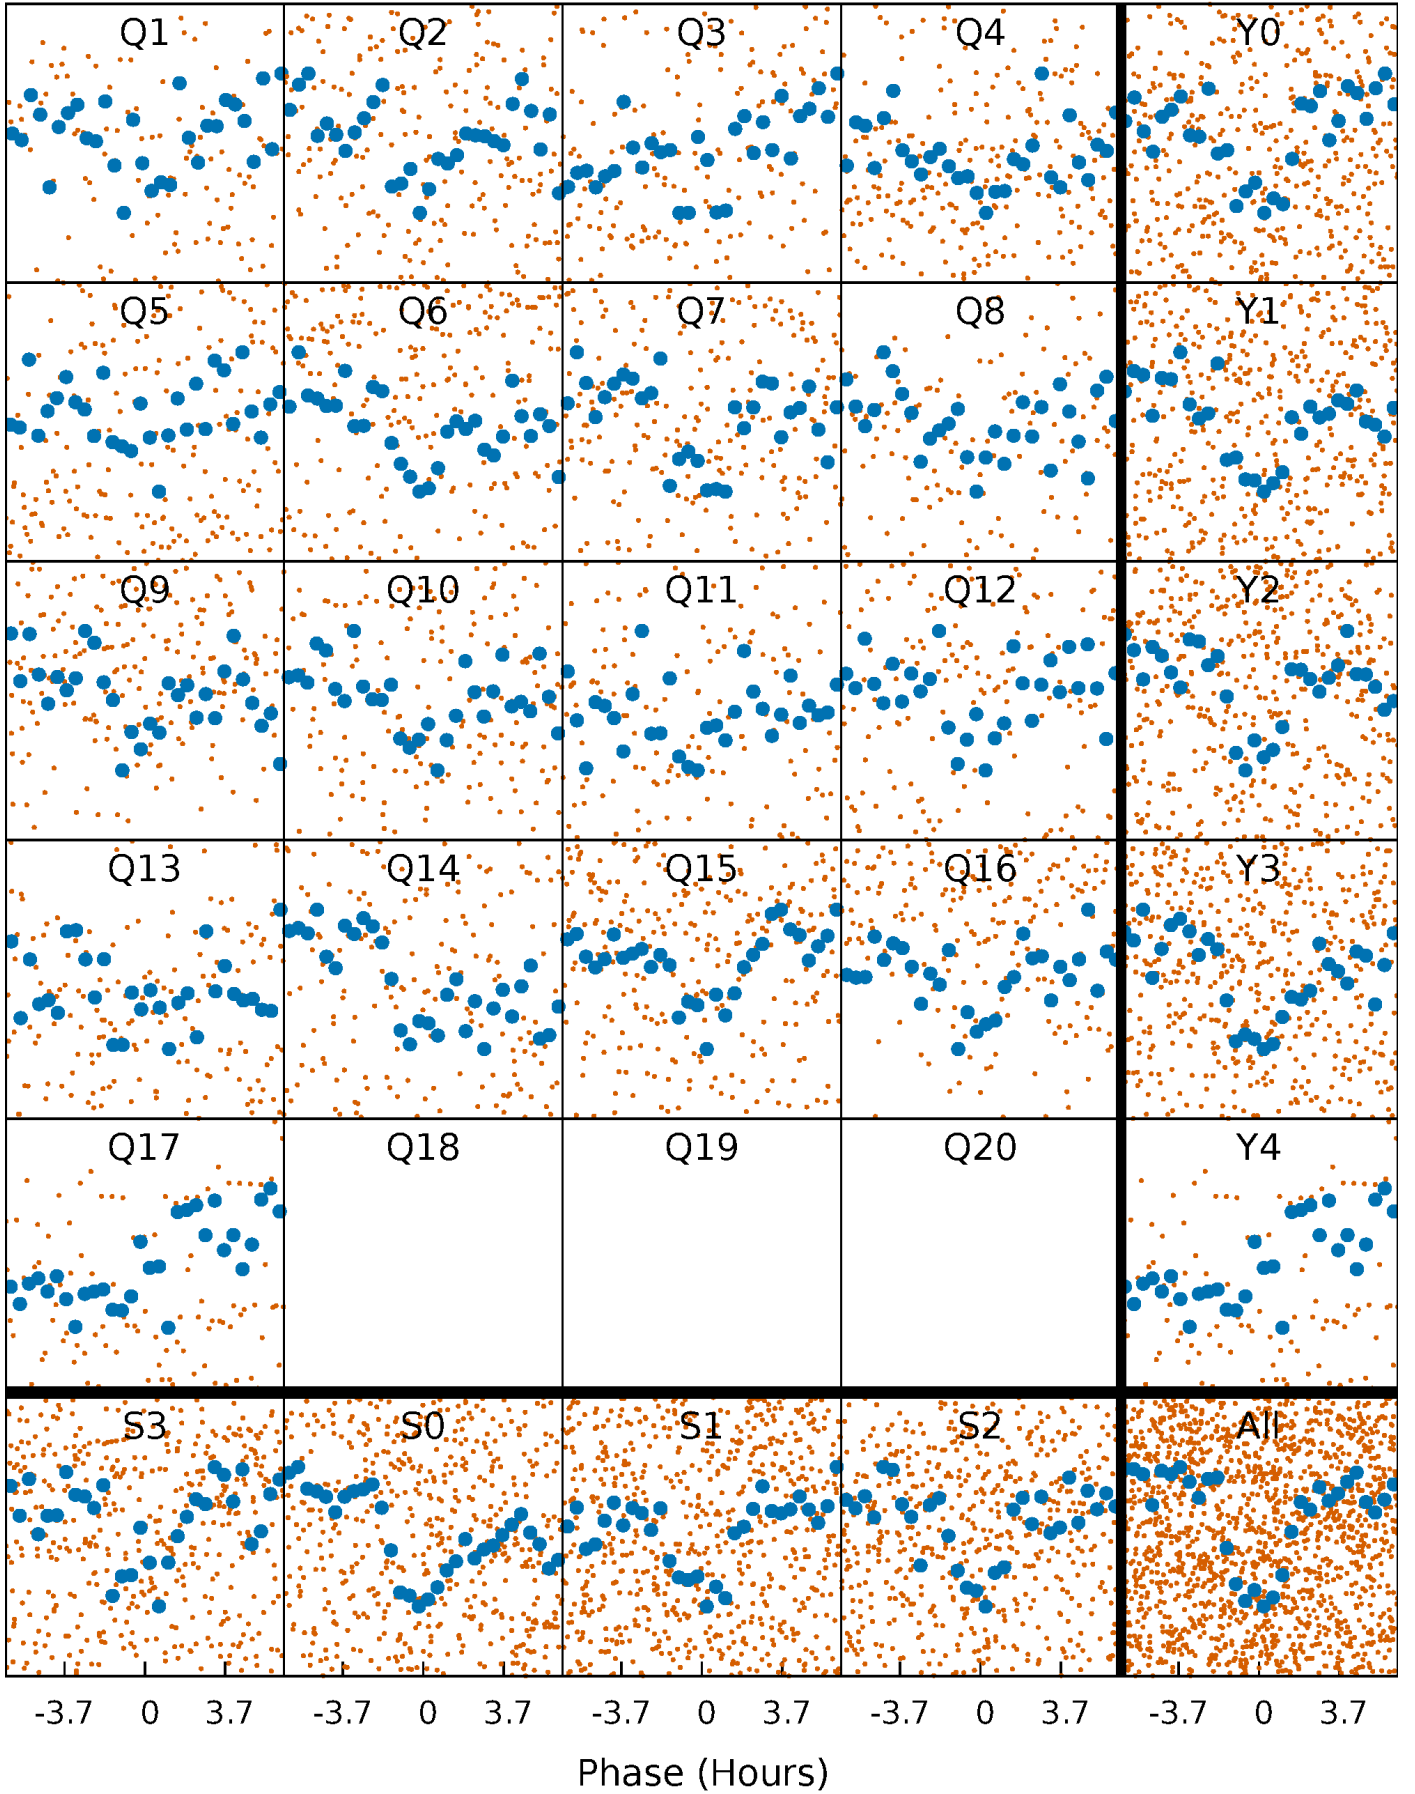 Q1 Q2 Q3 Q4 Y0
Q5 Q6 Q7 Q8 Y1
Q9 Q10 Q11 Q12 Y2
Q13 Q14 Q15 Q16 Y3
Q17 Q18 Q19 Q20 Y4
S3 S0 S1 S2 All
-3.7 0 3.7 -3.7 0 3.7 -3.7 0 3.7 -3.7 0 3.7 -3.7 0 3.7
Phase (Hours)